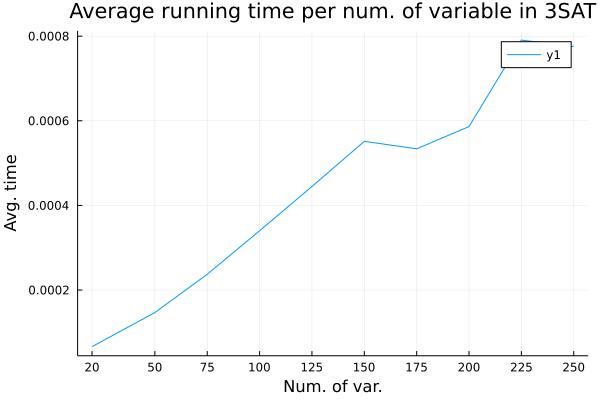 Average running time per num. of variable in 3SAT
y1
0.0008
0.0006
0.0004
0.0002
Avg. time
20 50 75 100 125 150 175 200 225 250
Num. of var.